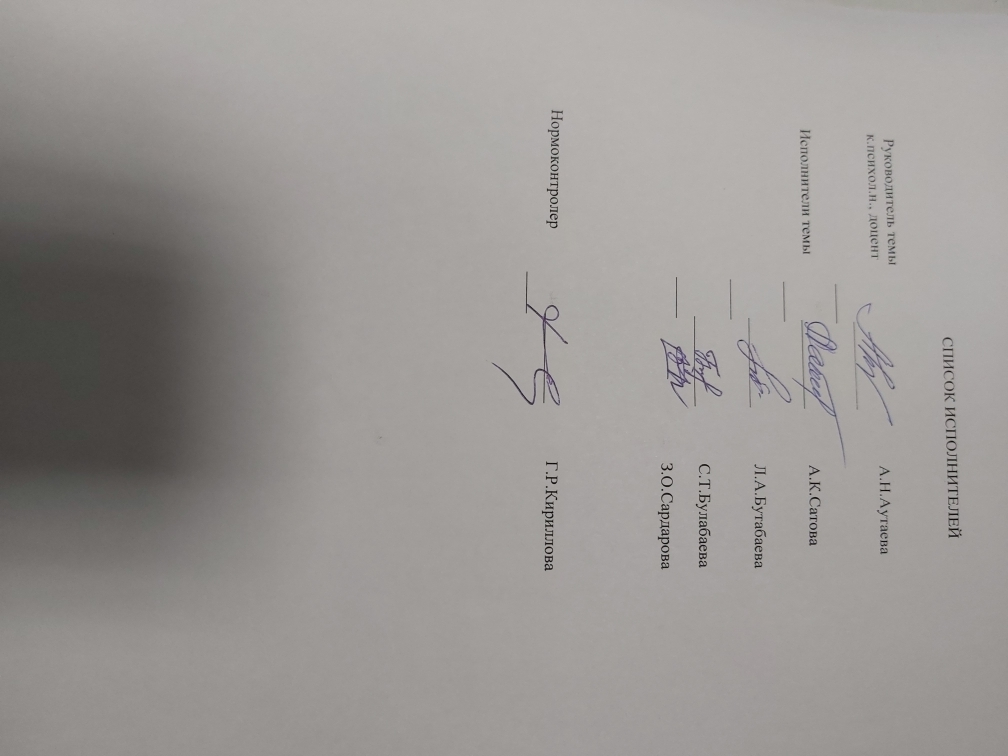 СПИСОК ИСПОЛНИТЕЛЕЙ
Руководитель темы
к.психол.н., доцент А.Н.Аутаева
Исполнители темы А.К.Сатова
Л.А.Бутабаева
С.Т.Булабаева
З.О.Сардарова
Нормоконтролер Г.Р.Кириллова